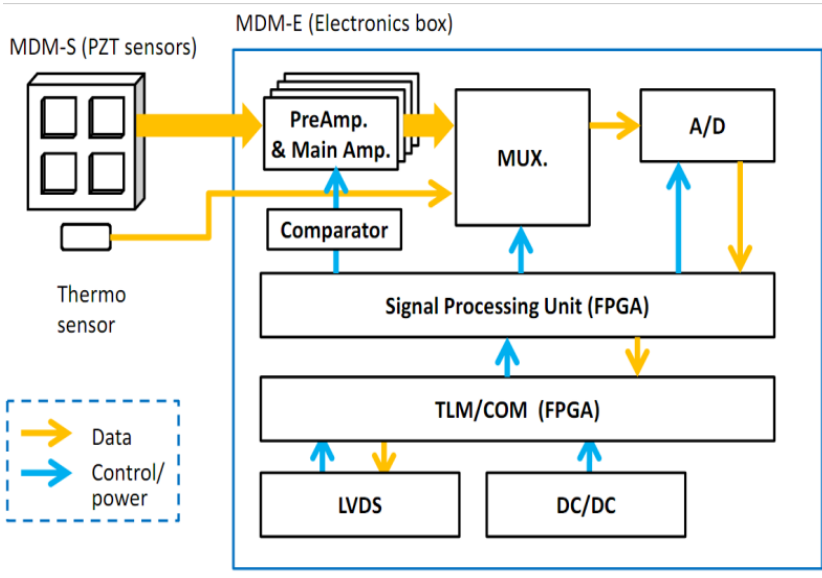 MDM-E (Electronics box)
MDM-S (PZT sensors)
PreAmp.
& Main Amp.
MUX.
A/D
Comparator
Thermo
sensor
Signal Processing Unit (FPGA)
TLM/COM (FPGA)
Data
Control/
power
LVDS
DC/DC